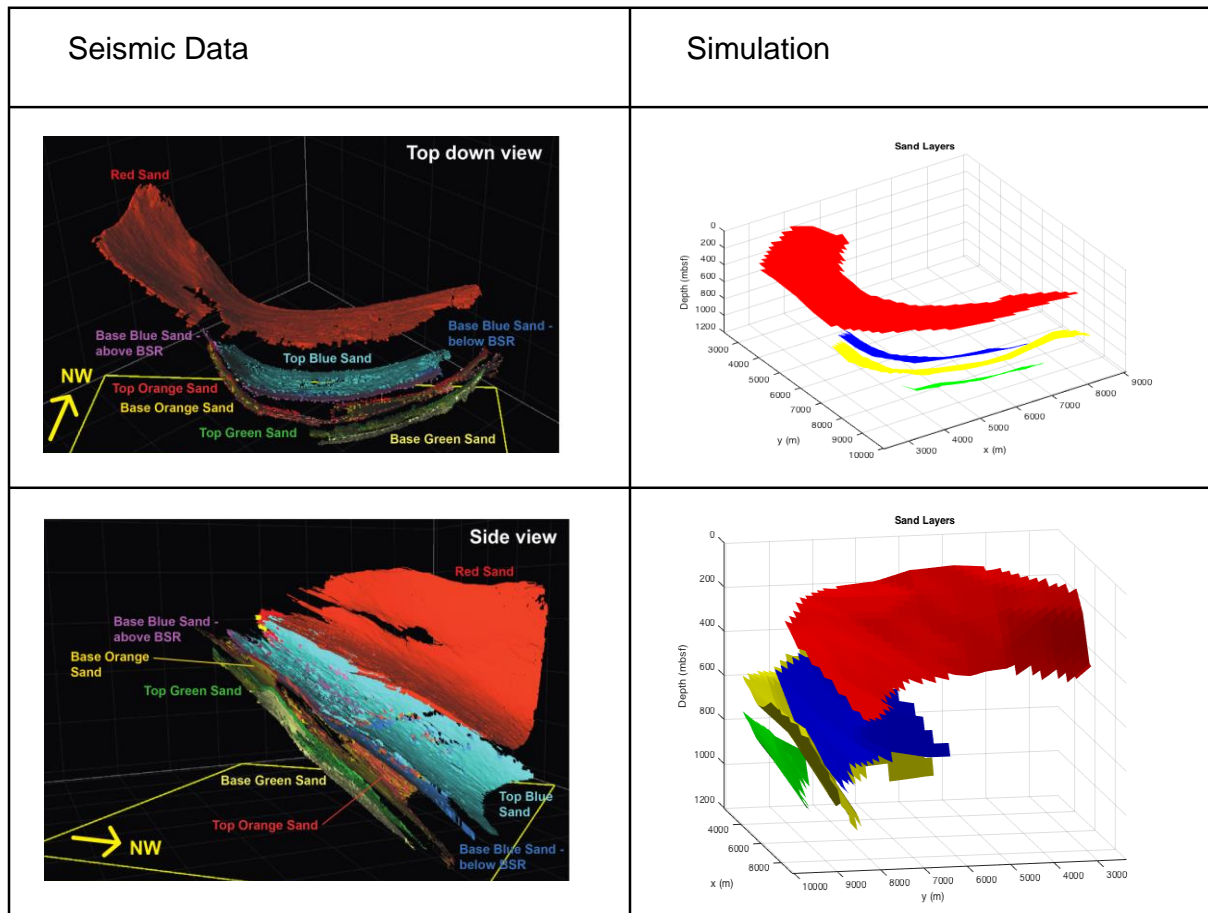 Seismic Data
Simulation
Top down view
Red Sand
Base Blue Sand -
above BSR
Top Blue Sand
Base Blue Sand -
below BSR
NW
Top Orange Sand
Base Orange Sand
Top Green Sand
Base Green Sand
Sand Layers
0
200
400
600
800
1000
1200
Depth (mbsf)
3000
4000
5000
6000
7000
8000
9000
10000
y (m)
3000
4000
5000
6000
7000
8000
9000
x (m)
Side view
Red Sand
Base Blue Sand -
above BSR
Base Orange
Sand
Top Green Sand
Base Green Sand
Top Orange Sand
Top Blue
Sand
Base Blue Sand -
below BSR
NW
Sand Layers
0
200
400
600
800
1000
1200
Depth (mbsf)
4000
6000
8000
x (m)
10000
9000
8000
7000
6000
5000
4000
3000
y (m)